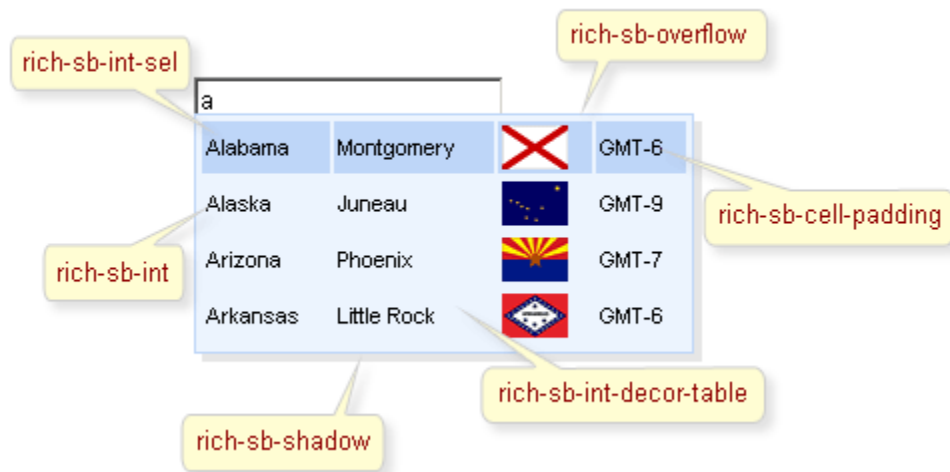 rich-sb-overflow
rich-sb-int-sel
a
Alabama Montgomery GMT-6
Alaska Juneau GMT-9
rich-sb-cell-padding
rich-sb-int
Arizona Phoenix GMT-7
Arkansas Little Rock GMT-6
rich-sb-int-decor-table
rich-sb-shadow